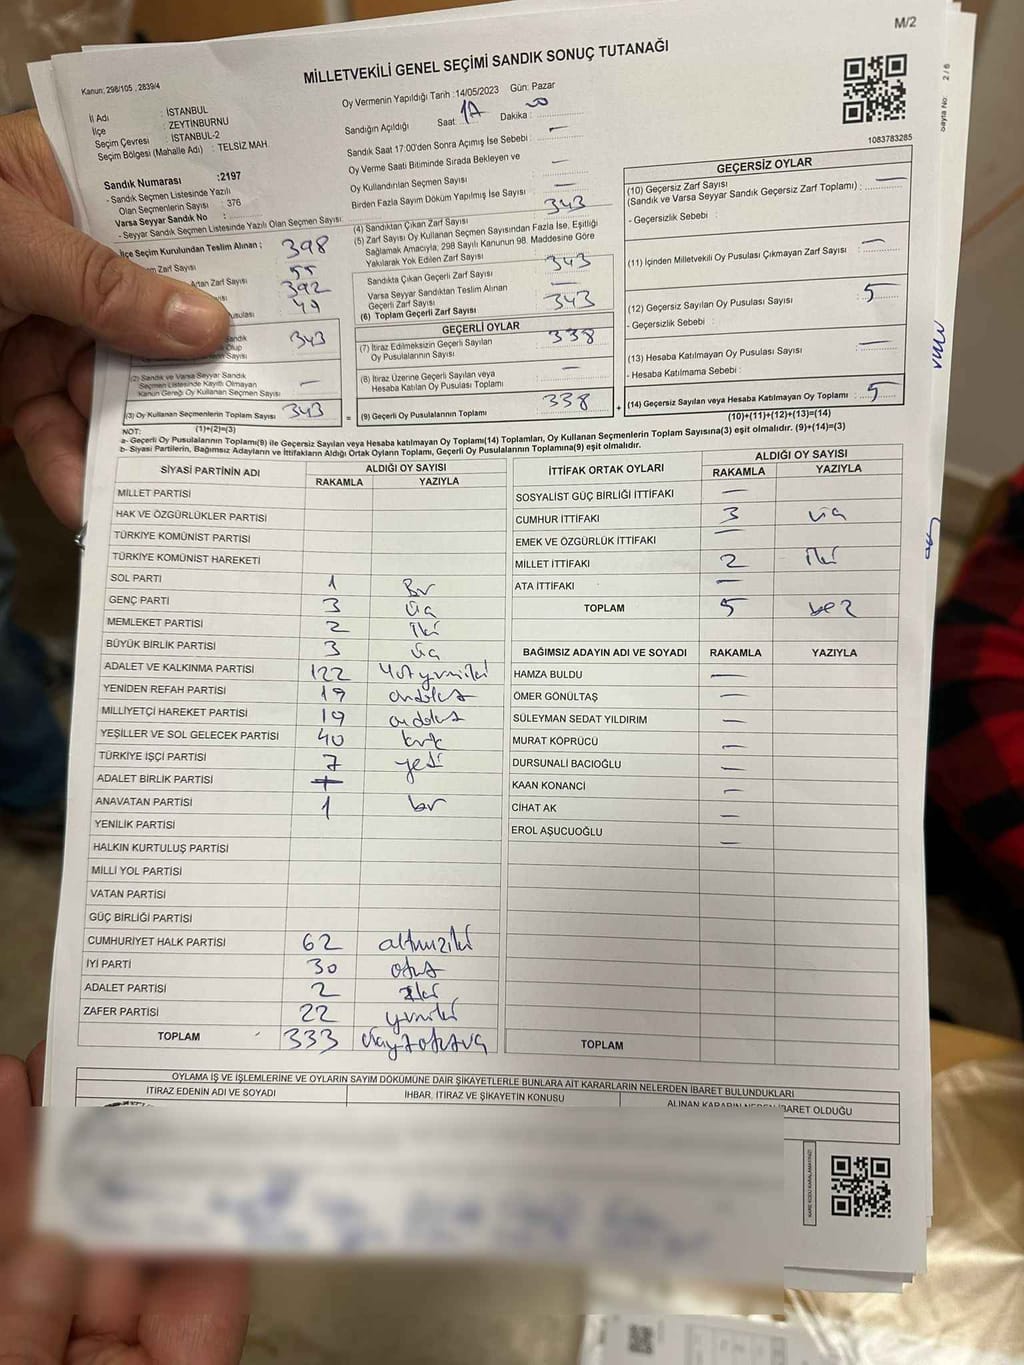 M/2
MİLLETVEKİLİ GENEL SEÇİMİ SANDIK SONUÇ TUTANAĞI
Kanun: 298/105 , 2839/4
Sayfa No: 2 / 6
İl Adı : İSTANBUL
İlçe : ZEYTİNBURNU
Seçim Çevresi : İSTANBUL-2
Seçim Bölgesi (Mahalle Adı) : TELSİZ MAH.
Sandık Numarası :2197
- Sandık Seçmen Listesinde Yazılı
Olan Seçmenlerin Sayısı : 376
Varsa Seyyar Sandık No :
- Seyyar Sandık Seçmen Listesinde Yazılı Olan Seçmen Sayısı:
Oy Vermenin Yapıldığı Tarih :14/05/2023 Gün: Pazar
Sandığın Açıldığı Saat: Dakika:
Sandık Saat 17:00'den Sonra Açımış İse Sebebi :
Oy Verme Saati Bitiminde Sırada Bekleyen ve
Oy Kullandırılan Seçmen Sayısı
Birden Fazla Sayım Döküm Yapılmış İse Sayısı
1083783285
İlçe Seçim Kurulundan Teslim Alınan ; 398
Zarf Sayısı
Artan Zarf Sayısı 55
392
49
343
(2) Sandık ve Varsa Seyyar Sandık
Seçmen Listesinde Kayıtlı Olmayan
Kanun Gereği Oy Kullanan Seçmen Sayısı —
(3) Oy Kullanan Seçmenlerin Toplam Sayısı 343
(1)+(2)=(3)
(4) Sandıktan Çıkan Zarf Sayısı 343
(5) Zarf Sayısı Oy Kullanan Seçmen Sayısından Fazla İse, Eşitliği
Sağlamak Amacıyla, 298 Sayılı Kanunun 98. Maddesine Göre
Yakılarak Yok Edilen Zarf Sayısı
Sandıkta Çıkan Geçerli Zarf Sayısı 343
Varsa Seyyar Sandıktan Teslim Alınan
Geçerli Zarf Sayısı —
(6) Toplam Geçerli Zarf Sayısı 343
GEÇERLİ OYLAR
(7) İtiraz Edilmeksizin Geçerli Sayılan
Oy Pusulalarının Sayısı 338
(8) İtiraz Üzerine Geçerli Sayılan veya
Hesaba Katılan Oy Pusulası Toplamı —
= (9) Geçerli Oy Pusulalarının Toplamı 338 +
GEÇERSİZ OYLAR
(10) Geçersiz Zarf Sayısı
(Sandık ve Varsa Seyyar Sandık Geçersiz Zarf Toplamı) : —
- Geçersizlik Sebebi :
(11) İçinden Milletvekili Oy Pusulası Çıkmayan Zarf Sayısı —
(12) Geçersiz Sayılan Oy Pusulası Sayısı 5
- Geçersizlik Sebebi :
(13) Hesaba Katılmayan Oy Pusulası Sayısı —
- Hesaba Katılmama Sebebi :
(14) Geçersiz Sayılan veya Hesaba Katılmayan Oy Toplamı : 5
(10)+(11)+(12)+(13)=(14)
NOT:
a- Geçerli Oy Pusulalarının Toplamı(9) ile Geçersiz Sayılan veya Hesaba katılmayan Oy Toplamı(14) Toplamları, Oy Kullanan Seçmenlerin Toplam Sayısına(3) eşit olmalıdır. (9)+(14)=(3)
b- Siyasi Partilerin, Bağımsız Adayların ve İttifakların Aldığı Ortak Oyların Toplamı, Geçerli Oy Pusulalarının Toplamına(9) eşit olmalıdır.
SİYASİ PARTİNİN ADI ALDIĞI OY SAYISI
RAKAMLA YAZIYLA
MİLLET PARTİSİ
HAK VE ÖZGÜRLÜKLER PARTİSİ
TÜRKİYE KOMÜNİST PARTİSİ
TÜRKİYE KOMÜNİST HAREKETİ
SOL PARTİ 1 Bir
GENÇ PARTİ 3 üç
MEMLEKET PARTİSİ 2 iki
BÜYÜK BİRLİK PARTİSİ 3 üç
ADALET VE KALKINMA PARTİSİ 122 yüzyirmiiki
YENİDEN REFAH PARTİSİ 19 ondokuz
MİLLİYETÇİ HAREKET PARTİSİ 19 ondokuz
YEŞİLLER VE SOL GELECEK PARTİSİ 40 kırk
TÜRKİYE İŞÇİ PARTİSİ 7 yedi
ADALET BİRLİK PARTİSİ
ANAVATAN PARTİSİ 1 bir
YENİLİK PARTİSİ
HALKIN KURTULUŞ PARTİSİ
MİLLİ YOL PARTİSİ
VATAN PARTİSİ
GÜÇ BİRLİĞİ PARTİSİ
CUMHURİYET HALK PARTİSİ 62 altmışiki
İYİ PARTİ 30 otuz
ADALET PARTİSİ 2 iki
ZAFER PARTİSİ 22 yirmiiki
TOPLAM 333 üçyüzotuzüç
İTTİFAK ORTAK OYLARI ALDIĞI OY SAYISI
RAKAMLA YAZIYLA
SOSYALİST GÜÇ BİRLİĞİ İTTİFAKI —
CUMHUR İTTİFAKI 3 üç
EMEK VE ÖZGÜRLÜK İTTİFAKI —
MİLLET İTTİFAKI 2 iki
ATA İTTİFAKI —
TOPLAM 5 beş
BAĞIMSIZ ADAYIN ADI VE SOYADI RAKAMLA YAZIYLA
HAMZA BULDU —
ÖMER GÖNÜLTAŞ —
SÜLEYMAN SEDAT YILDIRIM —
MURAT KÖPRÜCÜ —
DURSUNALİ BACIOĞLU —
KAAN KONANCİ —
CİHAT AK —
EROL AŞUCUOĞLU —
TOPLAM
OYLAMA İŞ VE İŞLEMLERİNE VE OYLARIN SAYIM DÖKÜMÜNE DAİR ŞİKAYETLERLE BUNLARA AİT KARARLARIN NELERDEN İBARET BULUNDUKLARI
İTİRAZ EDENİN ADI VE SOYADI İHBAR, İTİRAZ VE ŞİKAYETİN KONUSU ALINAN KARARIN NEDEN İBARET OLDUĞU